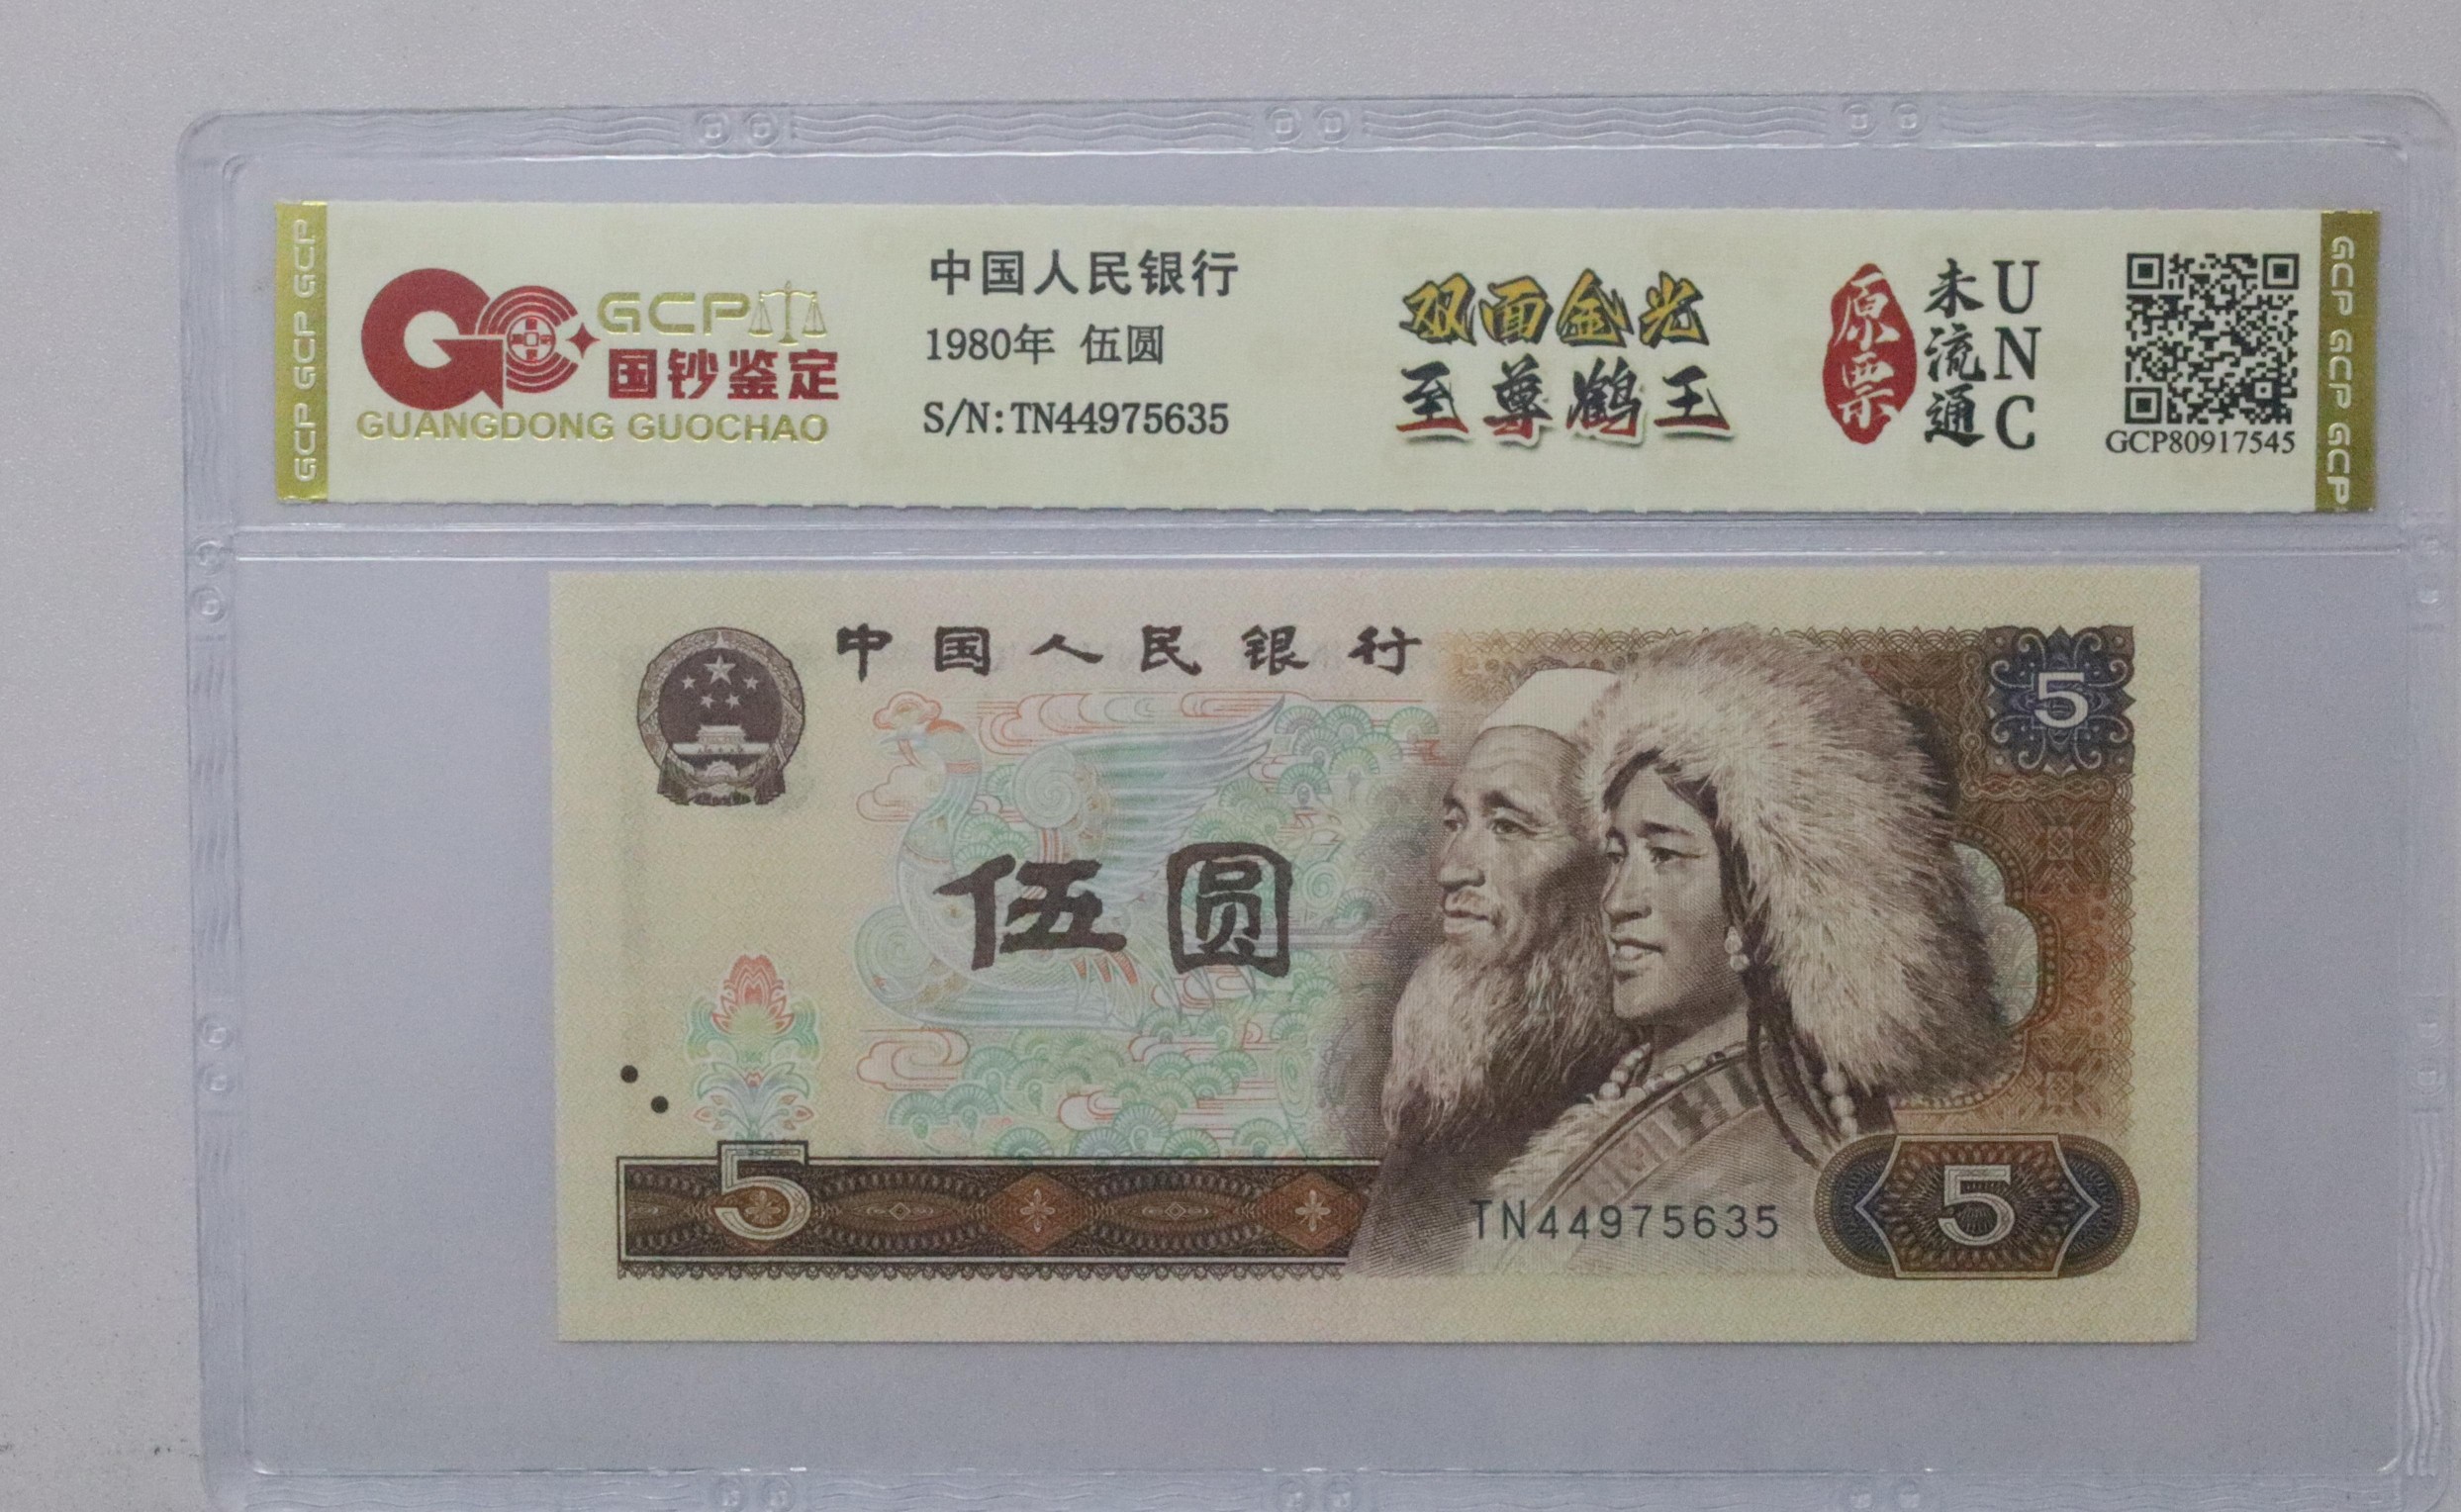 GCP GCP GCP
GCP
国钞鉴定
GUANGDONG GUOCHAO
中国人民银行
1980年 伍圆
S/N:TN44975635
双面金光
至尊鹤王
原票
未流通
UNC
GCP80917545
GCP GCP GCP
中国人民银行
5
伍圆
5
TN44975635
5